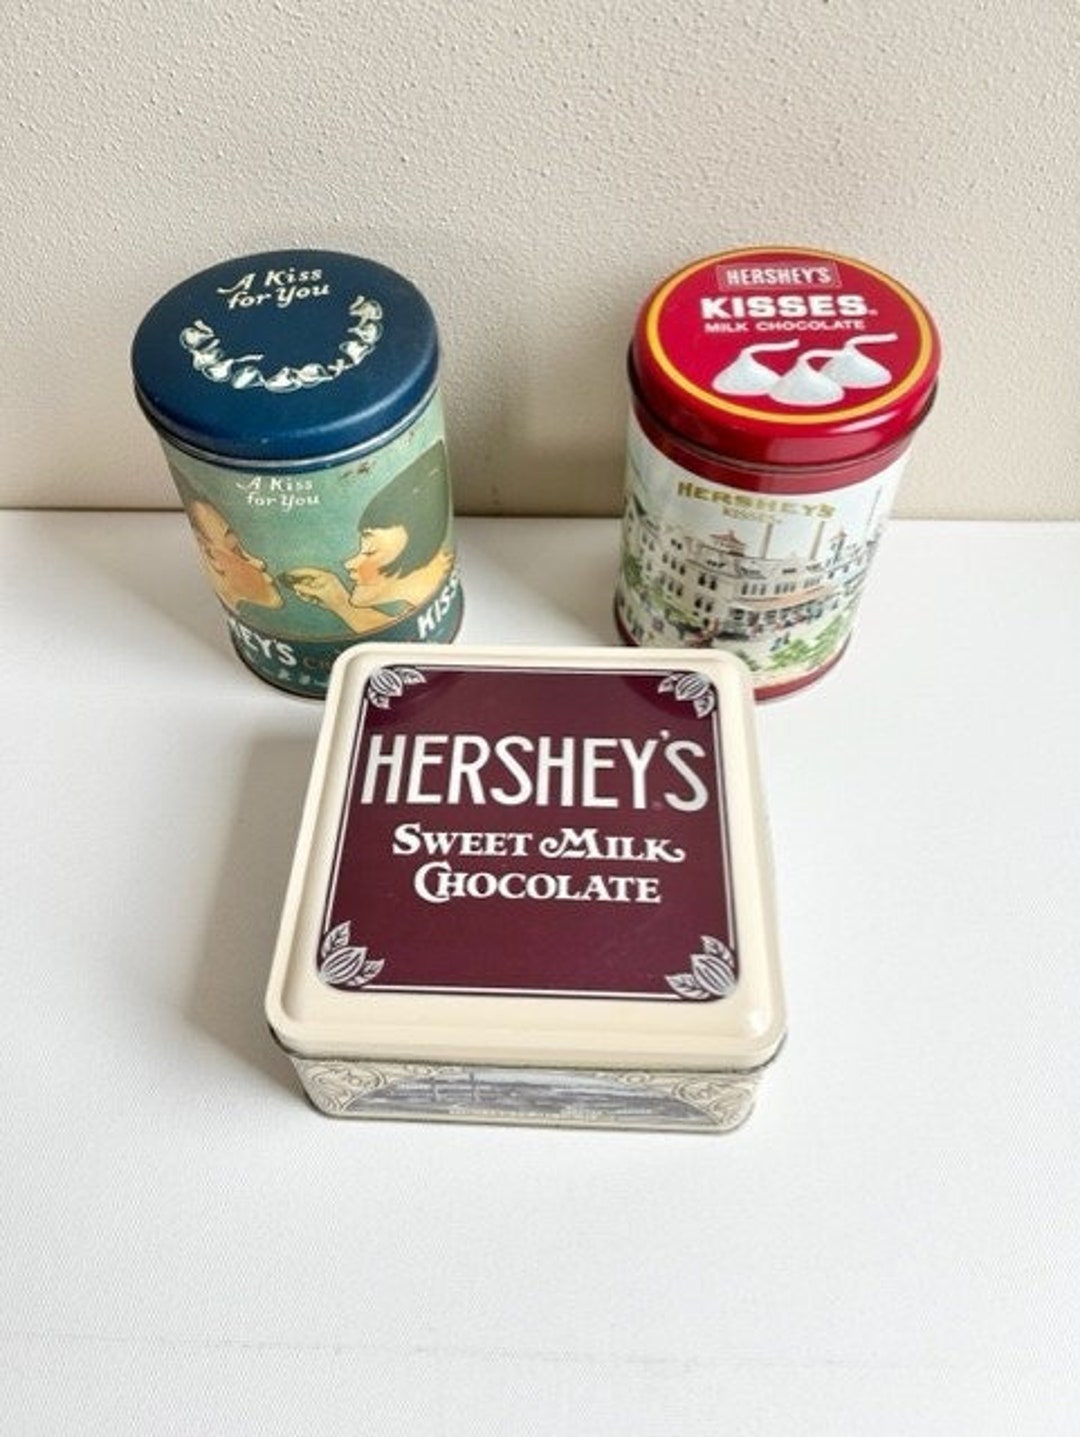 A Kiss
for You
A Kiss
for You
EY'S
KISS
HERSHEY'S
KISSES.
MILK CHOCOLATE
HERSHEY'S
HERSHEY'S
SWEET MILK
CHOCOLATE